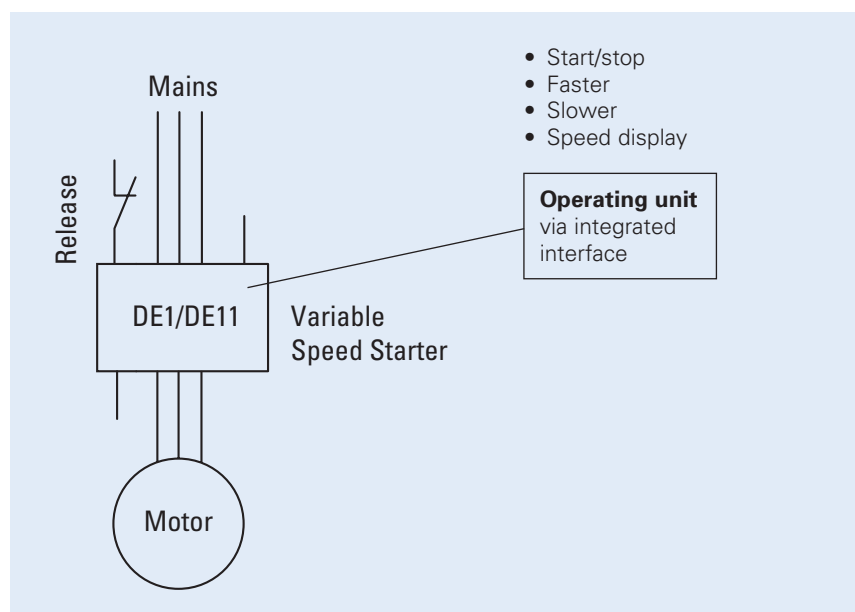 Mains
Release
DE1/DE11
Variable
Speed Starter
Motor
• Start/stop
• Faster
• Slower
• Speed display
Operating unit
via integrated
interface